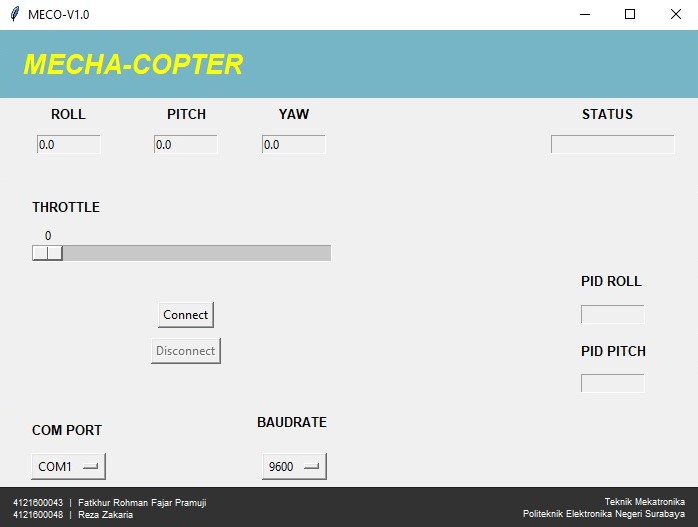 MECO-V1.0
MECHA-COPTER
ROLL PITCH YAW STATUS
0.0 0.0 0.0
THROTTLE
0
PID ROLL
Connect
Disconnect
PID PITCH
COM PORT BAUDRATE
COM1 9600
4121600043 | Fatkhur Rohman Fajar Pramuji
4121600048 | Reza Zakaria
Teknik Mekatronika
Politeknik Elektronika Negeri Surabaya